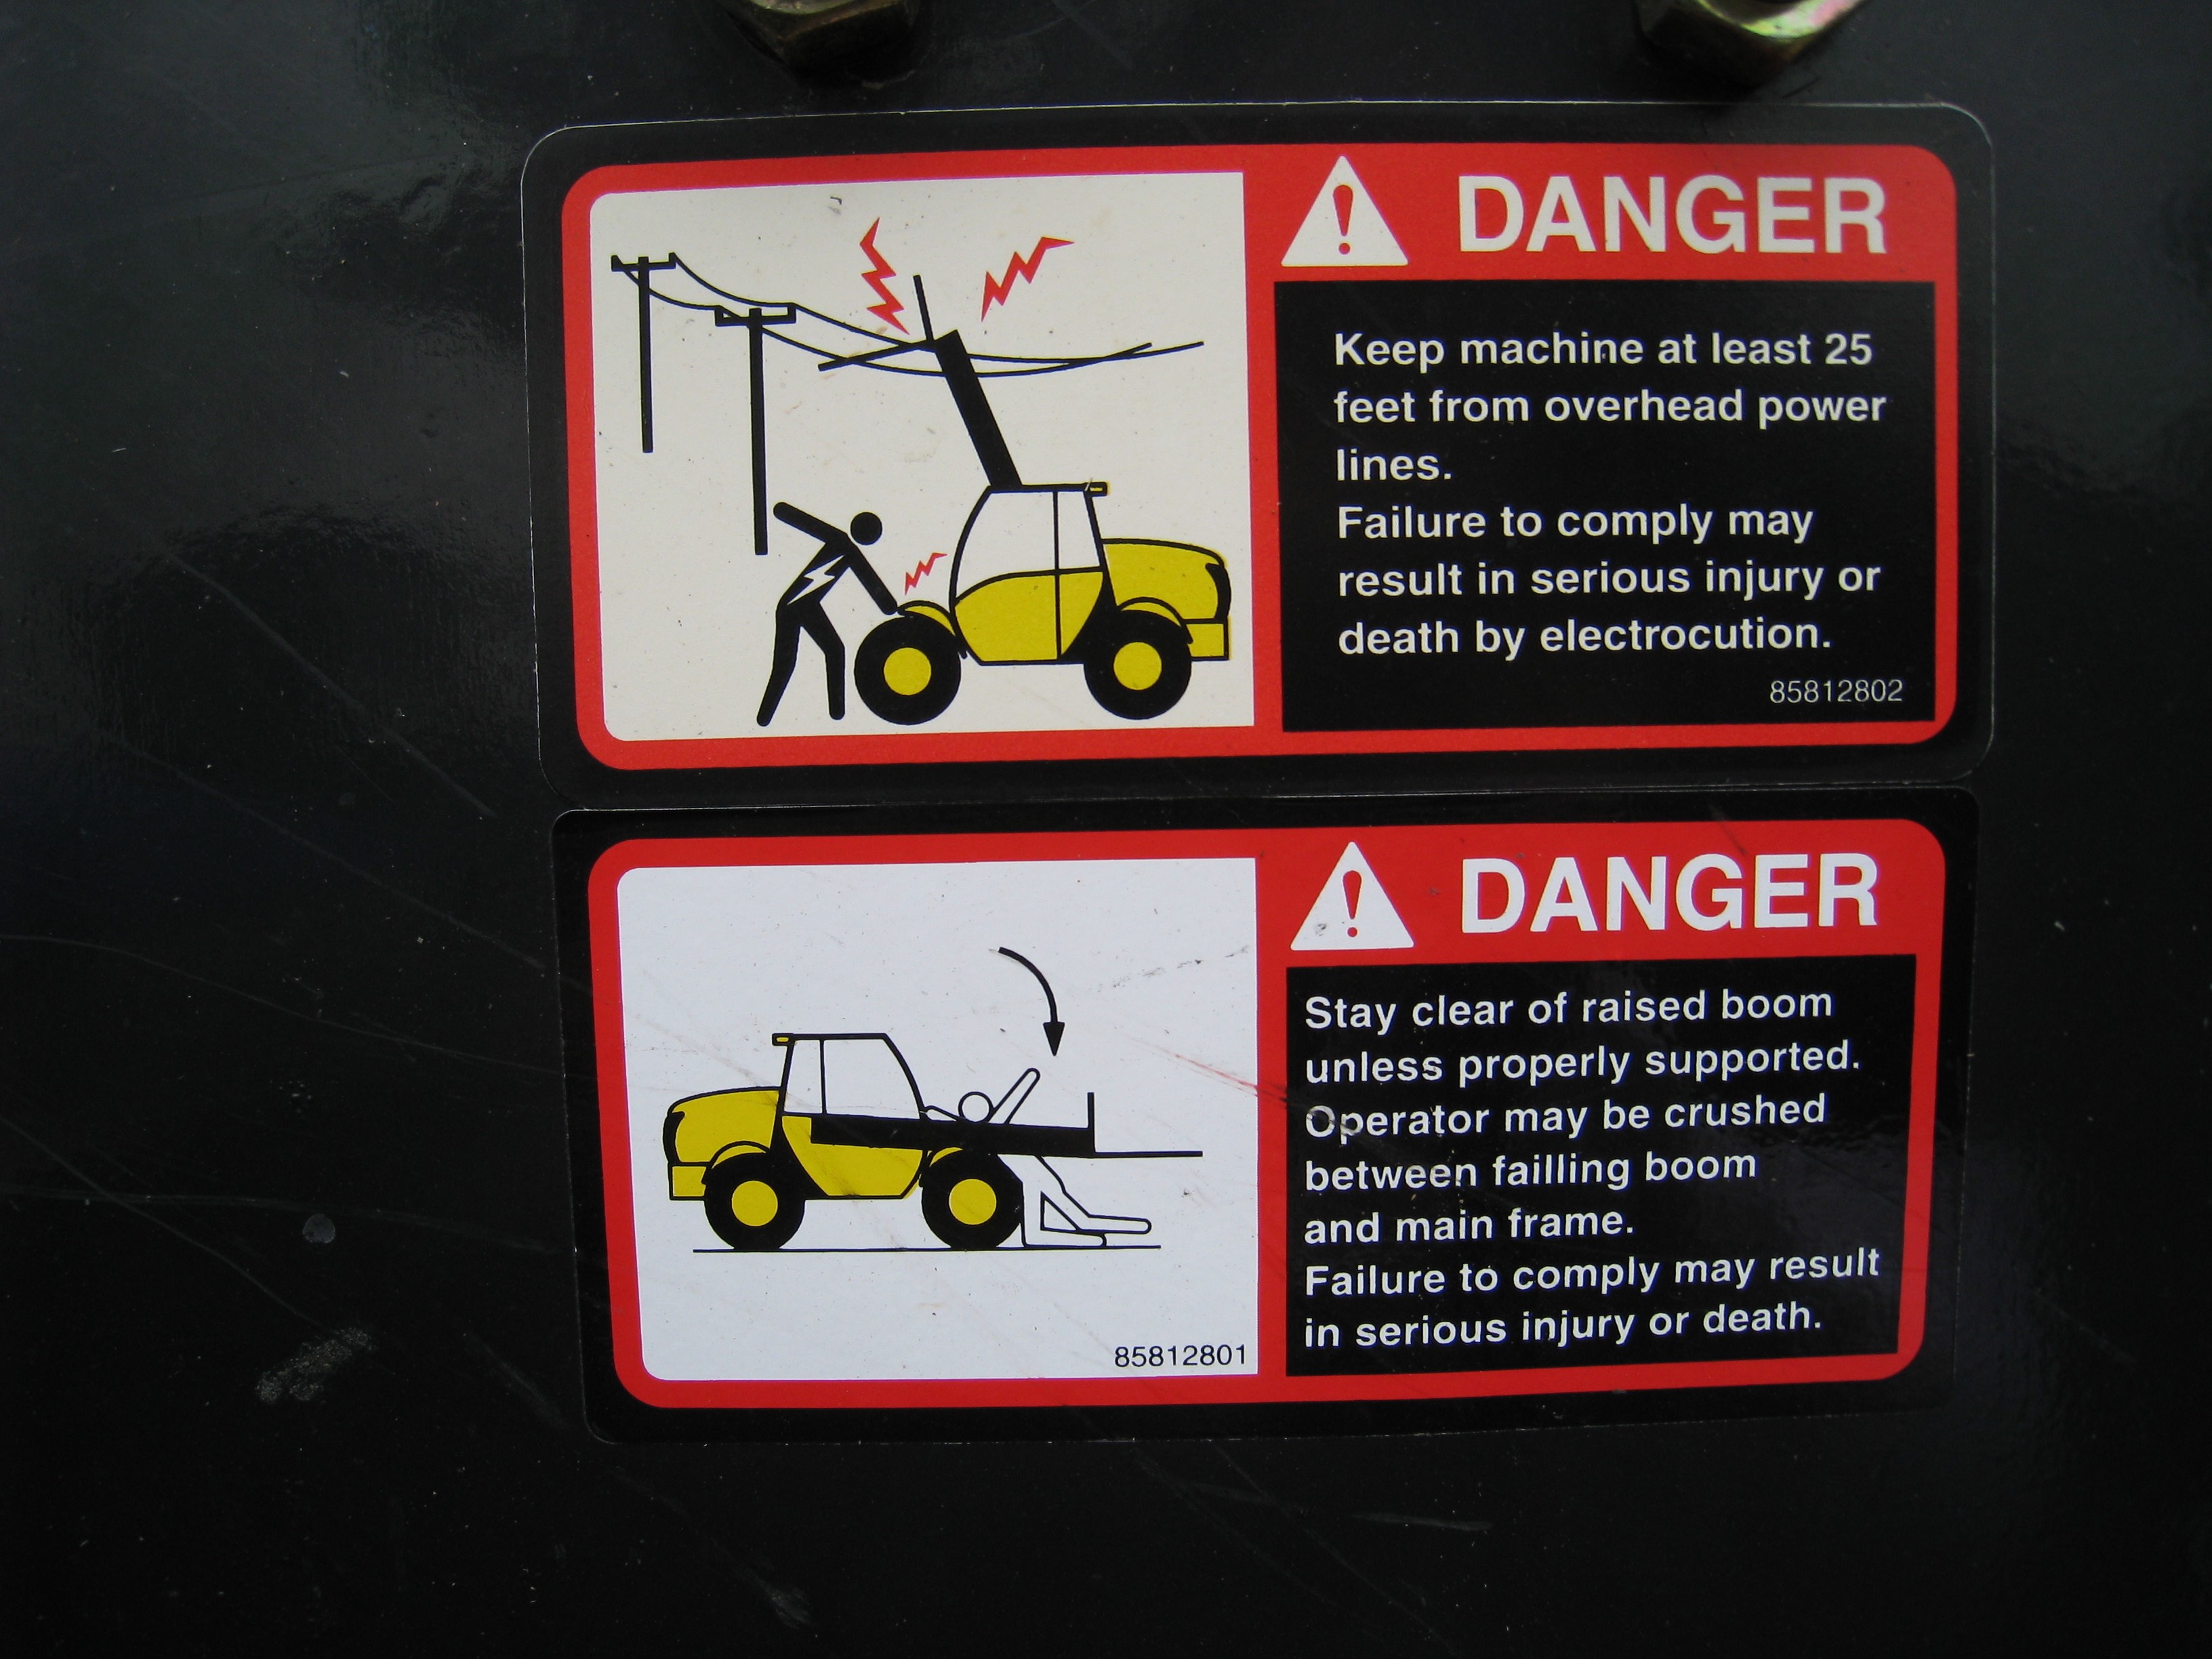 DANGER
Keep machine at least 25
feet from overhead power
lines.
Failure to comply may
result in serious injury or
death by electrocution.
85812802
DANGER
Stay clear of raised boom
unless properly supported.
Operator may be crushed
between failling boom
and main frame.
Failure to comply may result
in serious injury or death.
85812801